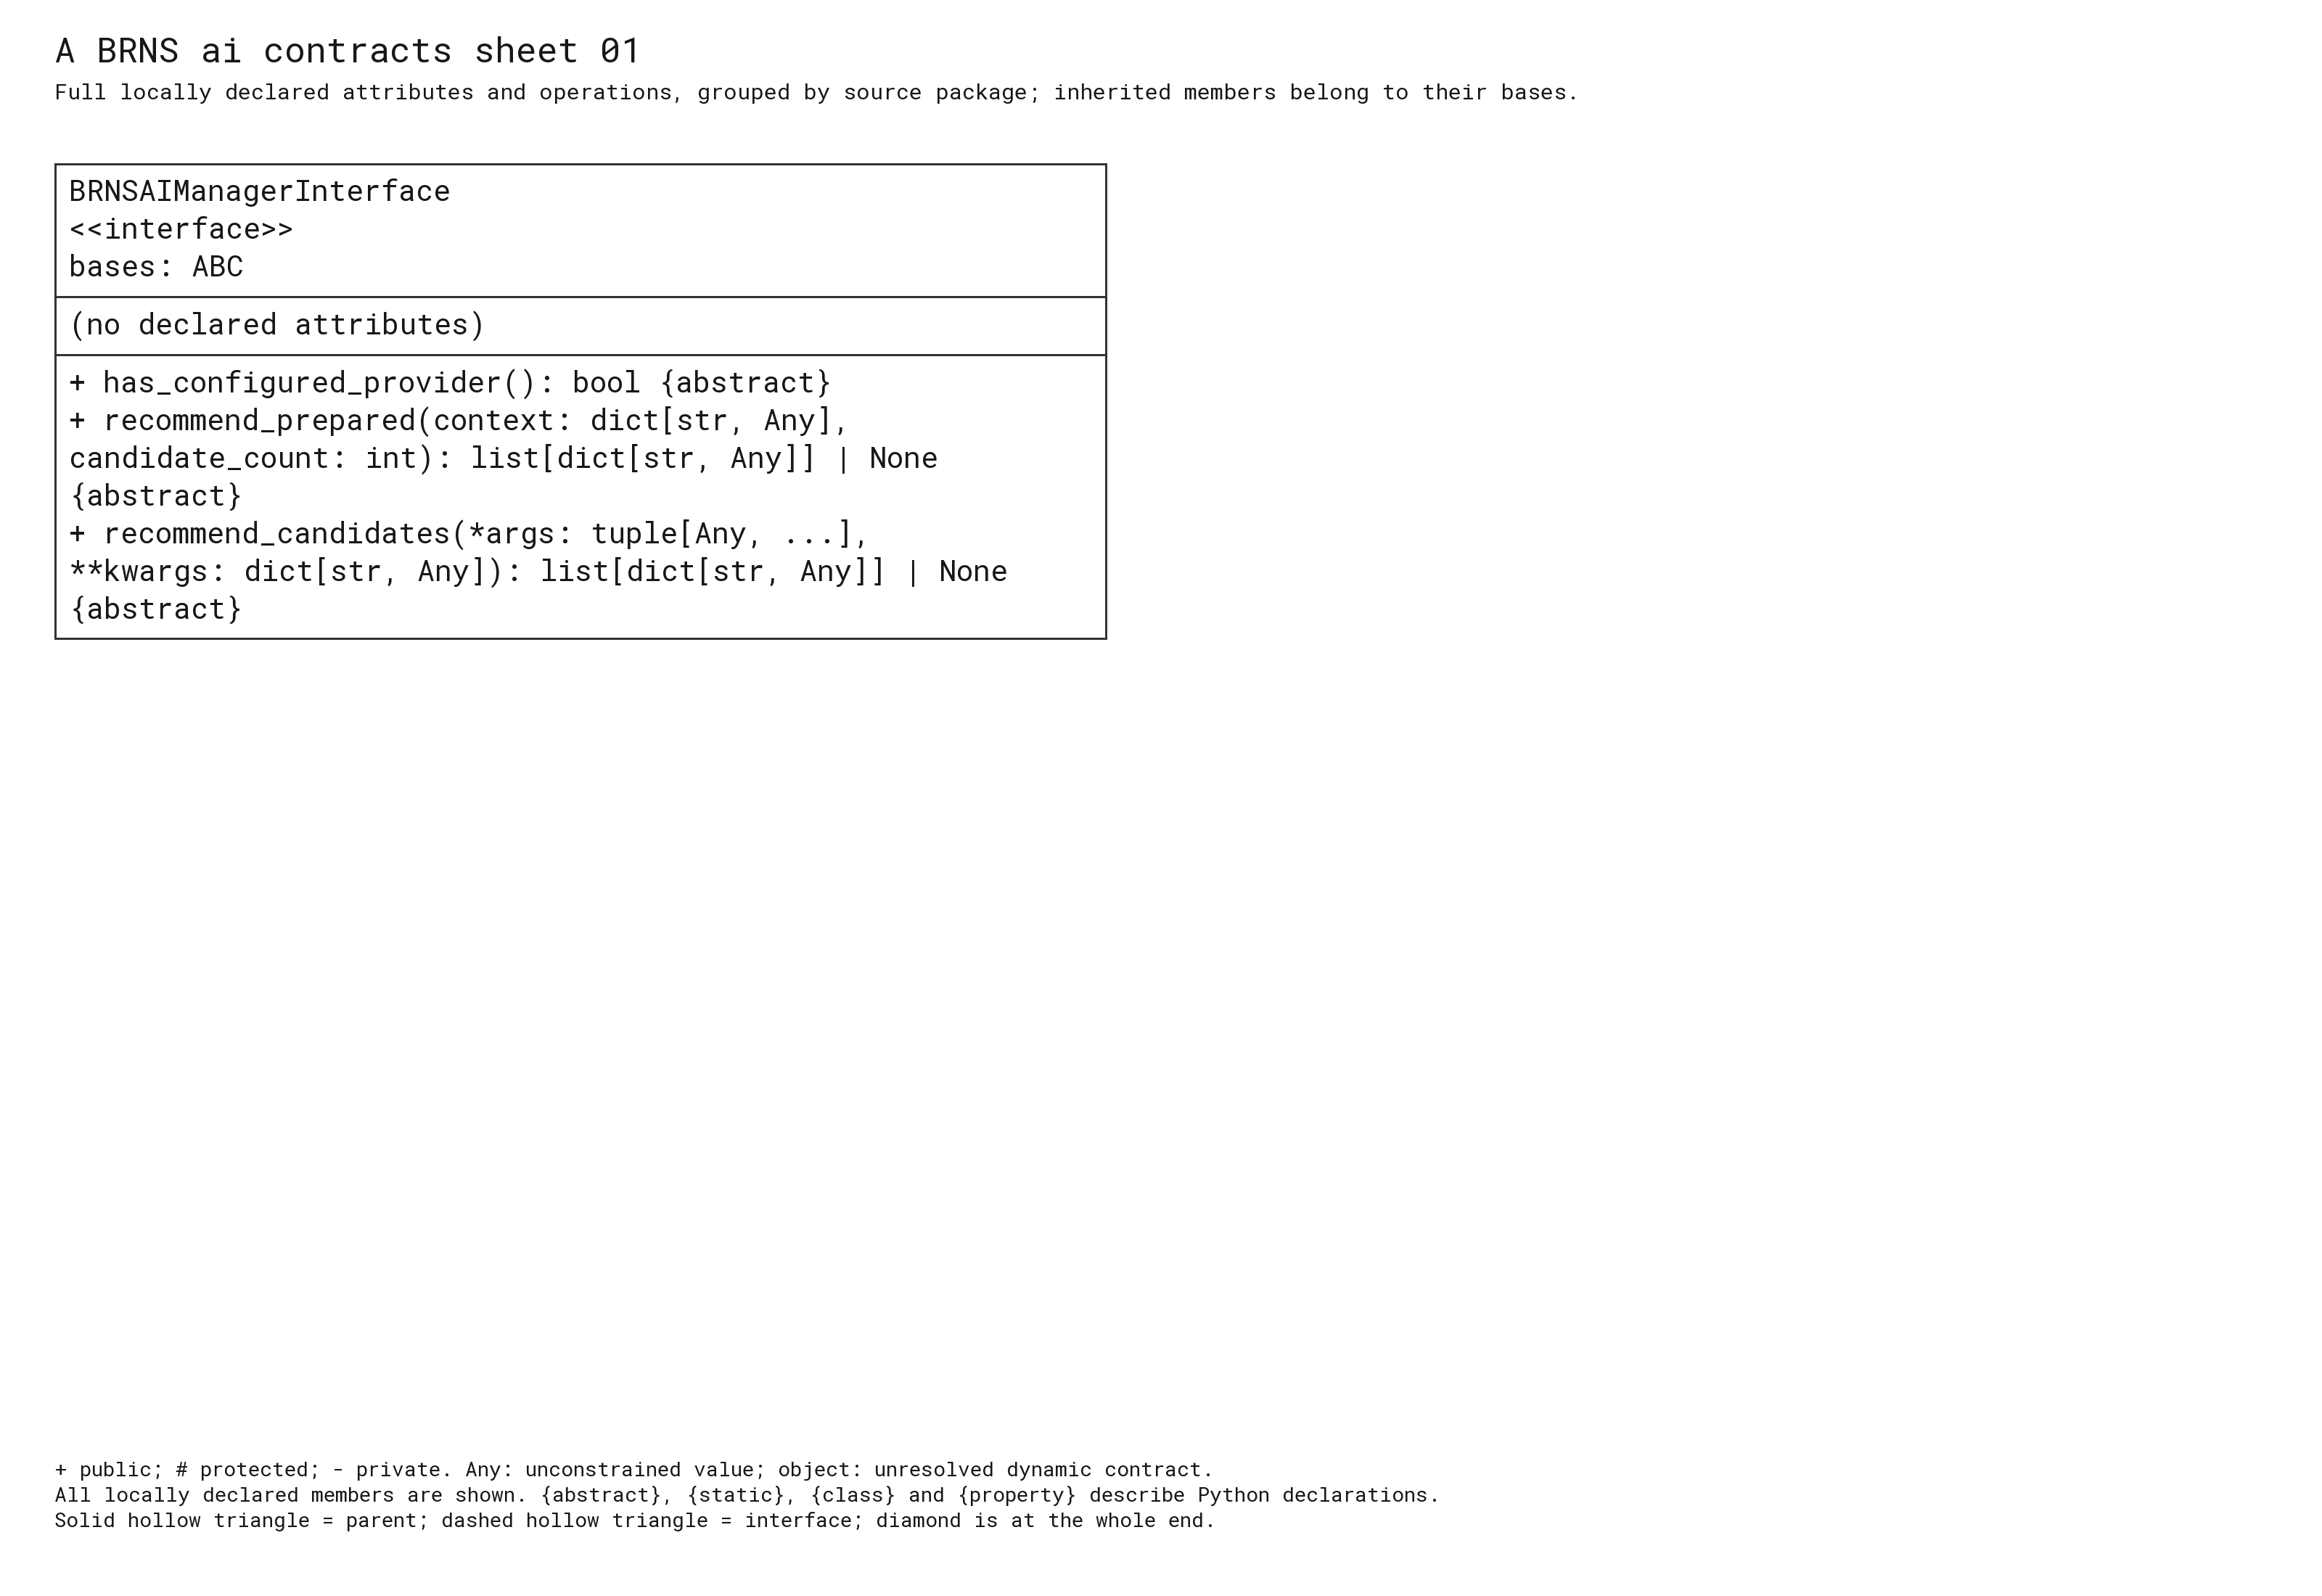 A BRNS ai contracts sheet 01
Full locally declared attributes and operations, grouped by source package; inherited members belong to their bases.
BRNSAIManagerInterface
<<interface>>
bases: ABC
(no declared attributes)
+ has_configured_provider(): bool {abstract}
+ recommend_prepared(context: dict[str, Any],
candidate_count: int): list[dict[str, Any]] | None
{abstract}
+ recommend_candidates(*args: tuple[Any, ...],
**kwargs: dict[str, Any]): list[dict[str, Any]] | None
{abstract}
+ public; # protected; - private. Any: unconstrained value; object: unresolved dynamic contract.
All locally declared members are shown. {abstract}, {static}, {class} and {property} describe Python declarations.
Solid hollow triangle = parent; dashed hollow triangle = interface; diamond is at the whole end.